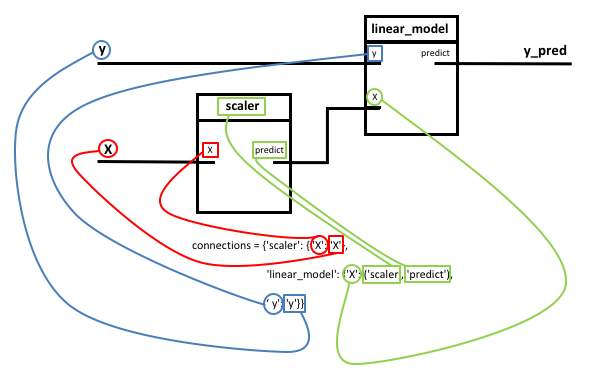 linear_model
y
y
predict
y_pred
X
scaler
X
X
predict
connections = {'scaler': {'X': 'X'},
'linear_model': {'X': ('scaler', 'predict'),
'y': 'y'}}